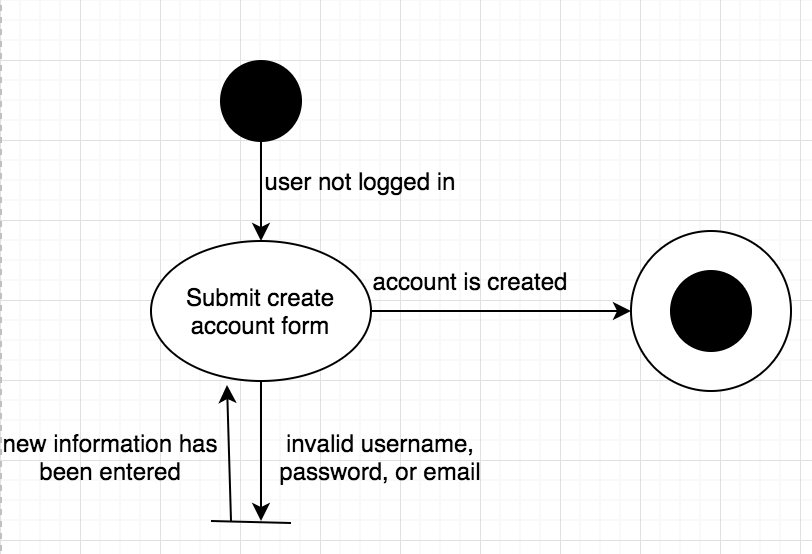 user not logged in
account is created
Submit create
account form
new information has
been entered
invalid username,
password, or email